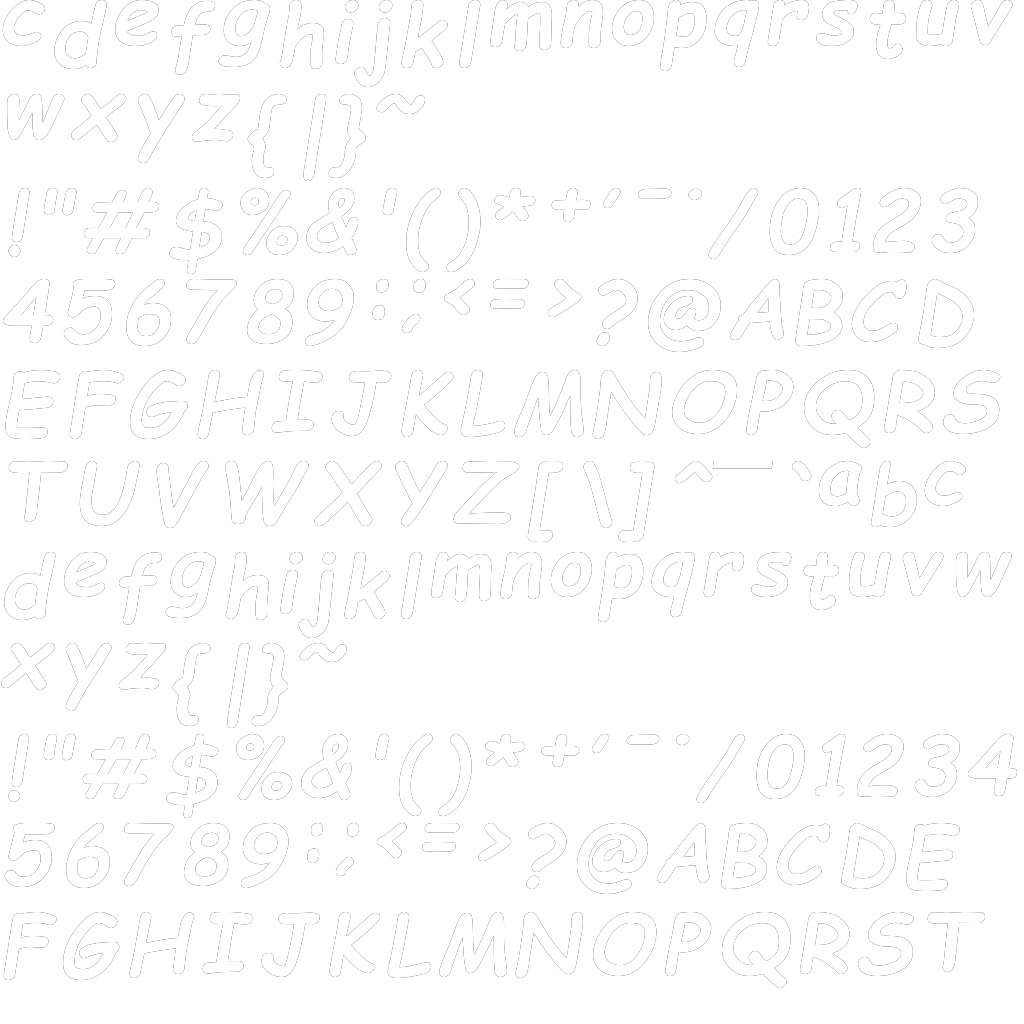 cdefghijklmnopqrstuv
wxyz{|}~
!"#$%&'()*+´¯˙/0123
456789:;<=>?@ABCD
EFGHIJKLMNOPQRS
TUVWXYZ[\]^_`abc
defghijklmnopqrstuvw
xyz{|}~
!"#$%&'()*+´¯˙/01234
56789:;<=>?@ABCDE
FGHIJKLMNOPQRST